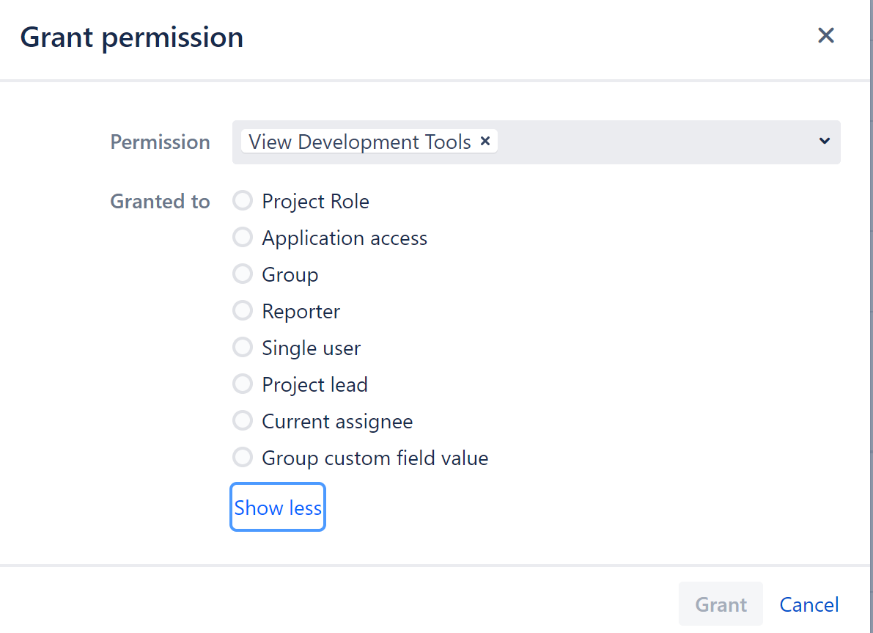 Grant permission
Permission View Development Tools
Granted to Project Role
Application access
Group
Reporter
Single user
Project lead
Current assignee
Group custom field value
Show less
Grant Cancel